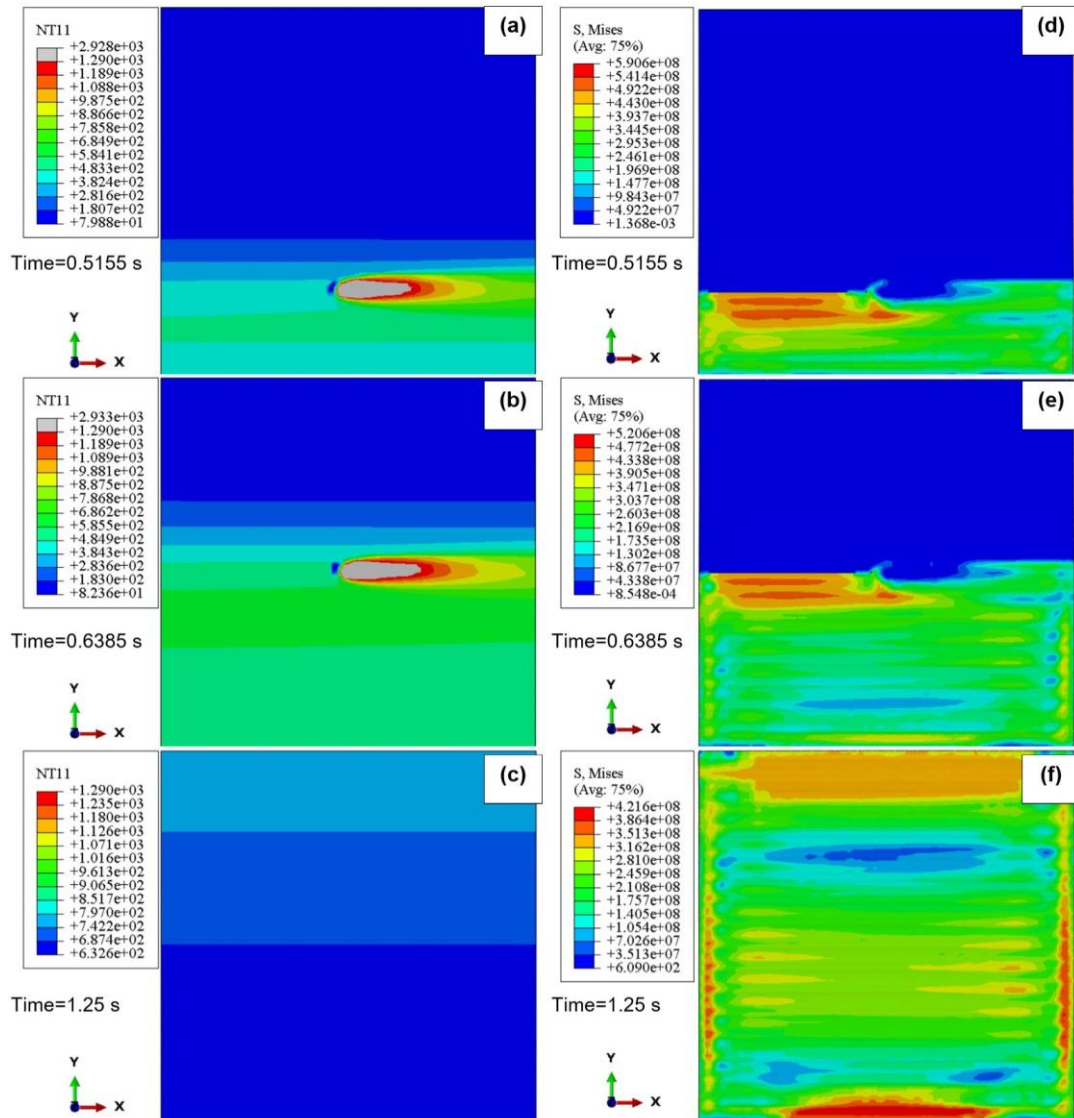 (a)
NT11
+2.928e+03
+1.290e+03
+1.189e+03
+1.088e+03
+9.875e+02
+8.866e+02
+7.858e+02
+6.849e+02
+5.841e+02
+4.833e+02
+3.824e+02
+2.816e+02
+1.807e+02
+7.988e+01
Time=0.5155 s
Y
X
(d)
S, Mises
(Avg: 75%)
+5.906e+08
+5.414e+08
+4.922e+08
+4.430e+08
+3.937e+08
+3.445e+08
+2.953e+08
+2.461e+08
+1.969e+08
+1.477e+08
+9.843e+07
+4.922e+07
+1.368e-03
Time=0.5155 s
Y
X
(b)
NT11
+2.933e+03
+1.290e+03
+1.189e+03
+1.089e+03
+9.881e+02
+8.875e+02
+7.868e+02
+6.862e+02
+5.855e+02
+4.849e+02
+3.843e+02
+2.836e+02
+1.830e+02
+8.236e+01
Time=0.6385 s
Y
X
(e)
S, Mises
(Avg: 75%)
+5.206e+08
+4.772e+08
+4.338e+08
+3.905e+08
+3.471e+08
+3.037e+08
+2.603e+08
+2.169e+08
+1.735e+08
+1.302e+08
+8.677e+07
+4.338e+07
+8.548e-04
Time=0.6385 s
Y
X
(c)
NT11
+1.290e+03
+1.235e+03
+1.180e+03
+1.126e+03
+1.071e+03
+1.016e+03
+9.613e+02
+9.065e+02
+8.517e+02
+7.970e+02
+7.422e+02
+6.874e+02
+6.326e+02
Time=1.25 s
Y
X
(f)
S, Mises
(Avg: 75%)
+4.216e+08
+3.864e+08
+3.513e+08
+3.162e+08
+2.810e+08
+2.459e+08
+2.108e+08
+1.757e+08
+1.405e+08
+1.054e+08
+7.026e+07
+3.513e+07
+6.090e+02
Time=1.25 s
Y
X